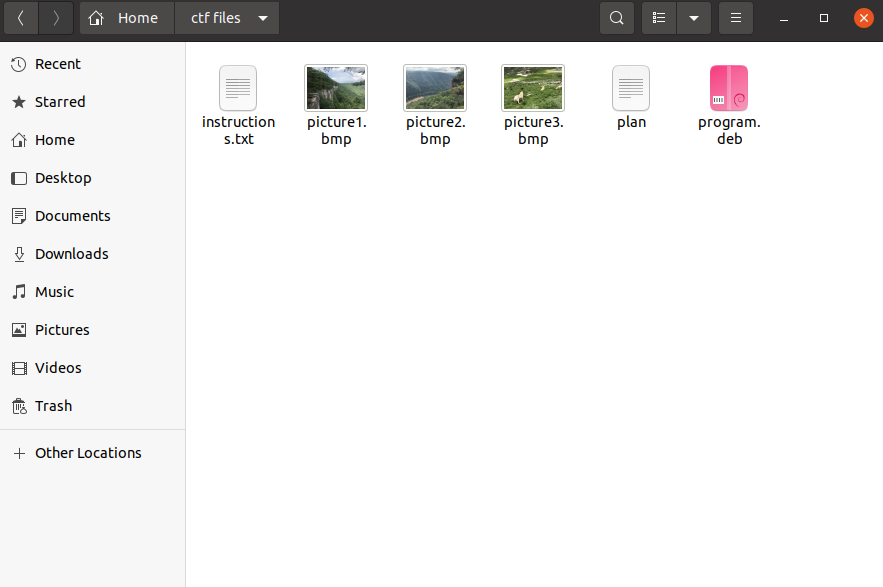 Home
ctf files
Recent
Starred
Home
Desktop
Documents
Downloads
Music
Pictures
Videos
Trash
Other Locations
instruction
s.txt
picture1.
bmp
picture2.
bmp
picture3.
bmp
plan
program.
deb